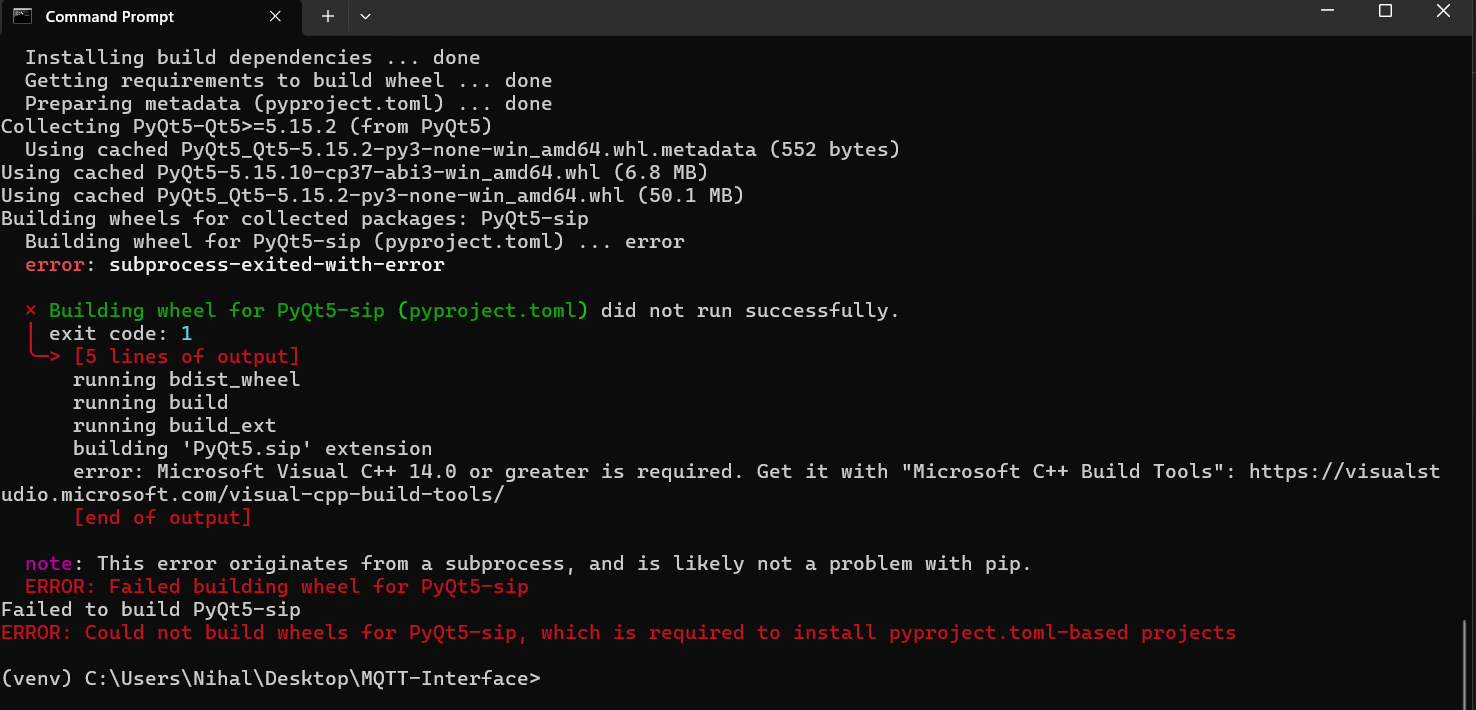 Command Prompt
Installing build dependencies ... done
Getting requirements to build wheel ... done
Preparing metadata (pyproject.toml) ... done
Collecting PyQt5-Qt5>=5.15.2 (from PyQt5)
Using cached PyQt5_Qt5-5.15.2-py3-none-win_amd64.whl.metadata (552 bytes)
Using cached PyQt5-5.15.10-cp37-abi3-win_amd64.whl (6.8 MB)
Using cached PyQt5_Qt5-5.15.2-py3-none-win_amd64.whl (50.1 MB)
Building wheels for collected packages: PyQt5-sip
Building wheel for PyQt5-sip (pyproject.toml) ... error
error: subprocess-exited-with-error
× Building wheel for PyQt5-sip (pyproject.toml) did not run successfully.
exit code: 1
[5 lines of output]
running bdist_wheel
running build
running build_ext
building 'PyQt5.sip' extension
error: Microsoft Visual C++ 14.0 or greater is required. Get it with "Microsoft C++ Build Tools": https://visualst
udio.microsoft.com/visual-cpp-build-tools/
[end of output]
note: This error originates from a subprocess, and is likely not a problem with pip.
ERROR: Failed building wheel for PyQt5-sip
Failed to build PyQt5-sip
ERROR: Could not build wheels for PyQt5-sip, which is required to install pyproject.toml-based projects
(venv) C:\Users\Nihal\Desktop\MQTT-Interface>